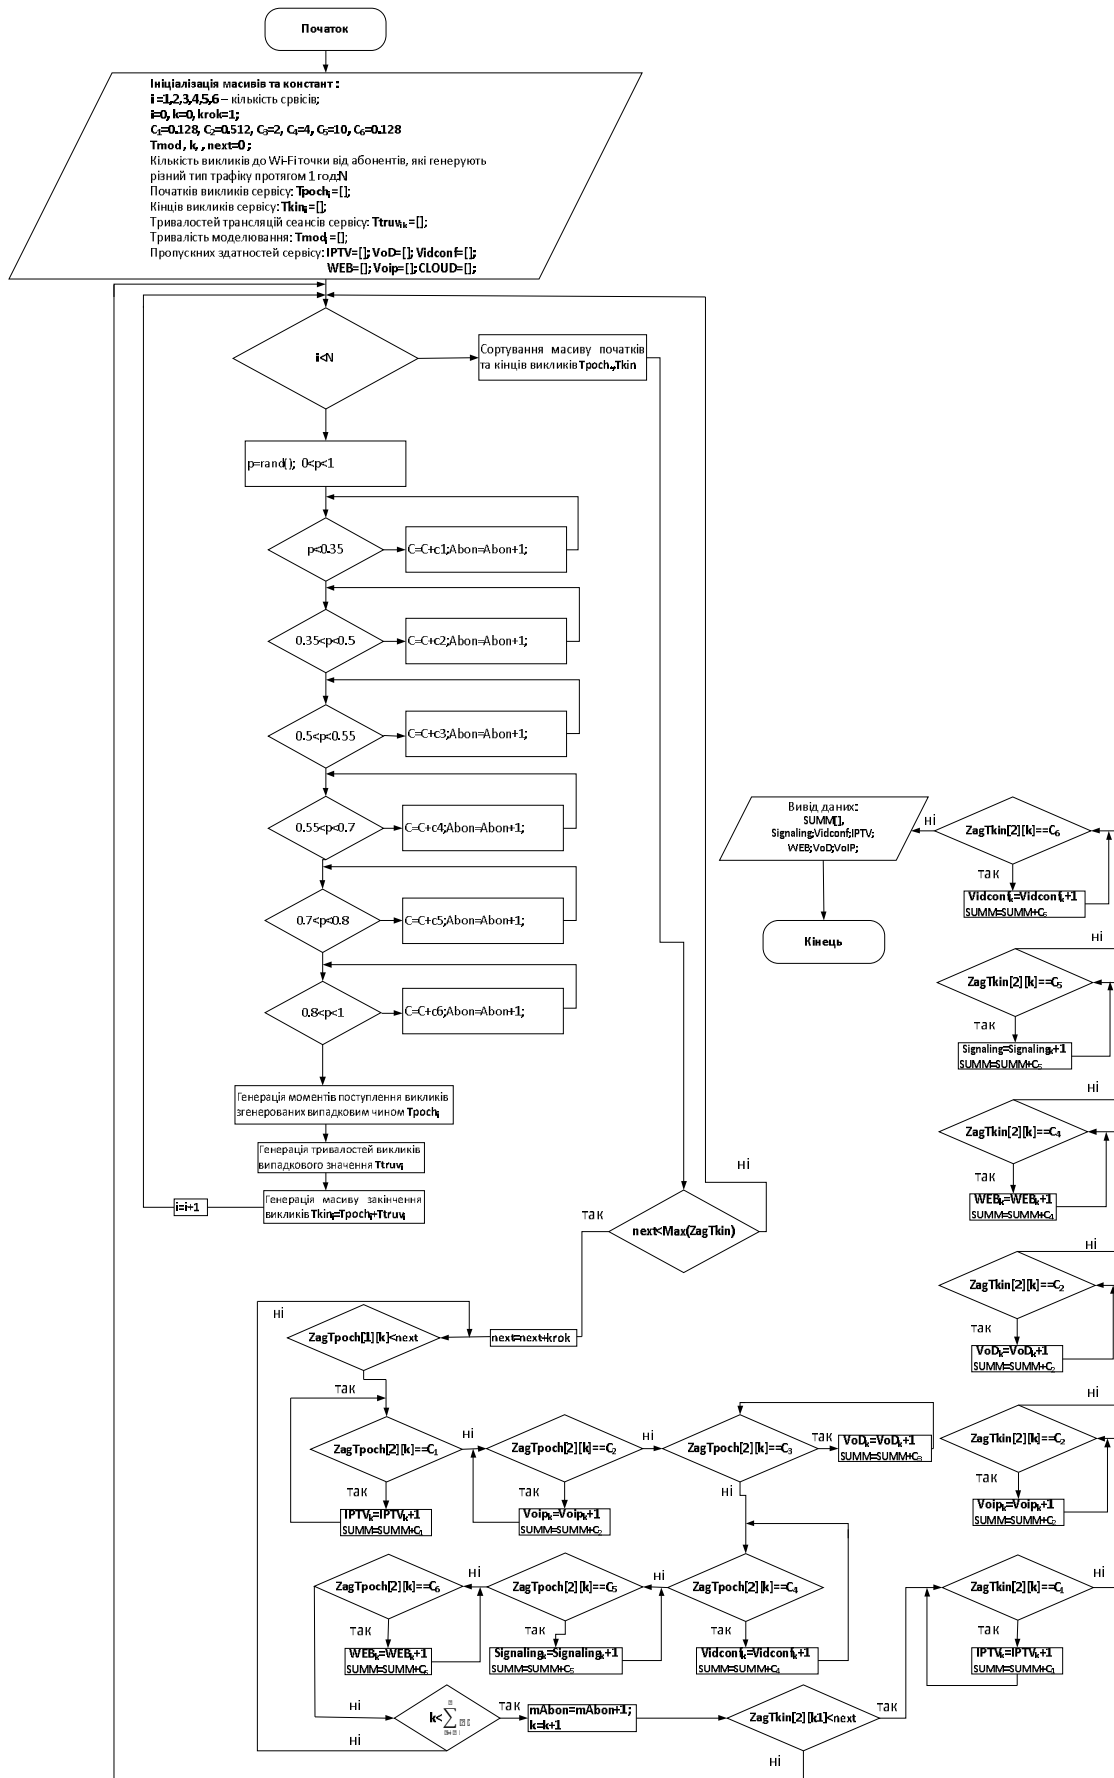 Початок
Ініціалізація масивів та констант :
i =1,2,3,4,5,6 – кількість срвісів;
i=0, k=0, krok=1;
C₁=0.128, C₂=0.512, C₃=2, C₄=4, C₅=10, C₆=0.128
Tmod , k, , next=0 ;
Кількість викликів до Wi-Fi точки від абонентів, які генерують
різний тип трафіку протягом 1 год;N
Початків викликів сервісу: Tpochᵢ=[];
Кінців викликів сервісу: Tkinᵢ=[];
Тривалостей трансляцій сеансів сервісу: Ttruvᵢₖ=[];
Тривалість моделювання: Tmodᵢ=[];
Пропускних здатностей сервісу: IPTV=[]; VoD=[]; Vidconf=[];
WEB=[]; Voip=[]; CLOUD=[];
i<N
Сортування масиву початків
та кінців викликів Tpoch,,Tkin
p=rand(); 0<p<1
p<0.35
C=C+c1;Abon=Abon+1;
0.35<p<0.5
C=C+c2;Abon=Abon+1;
0.5<p<0.55
C=C+c3;Abon=Abon+1;
0.55<p<0.7
C=C+c4;Abon=Abon+1;
0.7<p<0.8
C=C+c5;Abon=Abon+1;
0.8<p<1
C=C+c6;Abon=Abon+1;
Генерація моментів поступлення викликів
згенерованих випадковим чином Tpochᵢ
Генерація тривалостей викликів
випадкового значення Ttruvᵢ
Генерація масиву закінчення
викликів Tkinᵢ=Tpochᵢ+Ttruvᵢ
i=i+1
next<Max(ZagTkin)
так
ні
next=next+krok
ZagTpoch[1][k]<next
ні
так
ZagTpoch[2][k]==C₁
ні
так
IPTVₖ=IPTVₖ+1
SUMM=SUMM+C₁
ZagTpoch[2][k]==C₂
ні
так
Voipₖ=Voipₖ+1
SUMM=SUMM+C₂
ZagTpoch[2][k]==C₃
так
VoDₖ=VoDₖ+1
SUMM=SUMM+C₃
ні
ZagTpoch[2][k]==C₄
ні
так
Vidconfₖ=Vidconfₖ+1
SUMM=SUMM+C₄
ZagTpoch[2][k]==C₅
ні
так
Signalingₖ=Signalingₖ+1
SUMM=SUMM+C₅
ZagTpoch[2][k]==C₆
так
WEBₖ=WEBₖ+1
SUMM=SUMM+C₆
ні
k<∑
так
ні
mAbon=mAbon+1;
k=k+1
ZagTkin[2][k1]<next
так
ні
ZagTkin[2][k]==C₁
ні
так
IPTVₖ=IPTVₖ+1
SUMM=SUMM+C₁
ні
ZagTkin[2][k]==C₂
так
Voipₖ=Voipₖ+1
SUMM=SUMM+C₂
ні
ZagTkin[2][k]==C₂
так
VoDₖ=VoDₖ+1
SUMM=SUMM+C₂
ні
ZagTkin[2][k]==C₄
так
WEBₖ=WEBₖ+1
SUMM=SUMM+C₄
ні
ZagTkin[2][k]==C₅
так
Signaling=Signalingₖ+1
SUMM=SUMM+C₅
ні
ZagTkin[2][k]==C₆
ні
так
Vidconfₖ=Vidconfₖ+1
SUMM=SUMM+C₆
Вивід даних:
SUMM[],
Signaling;Vidconf;IPTV;
WEB;VoD;VoIP;
Кінець